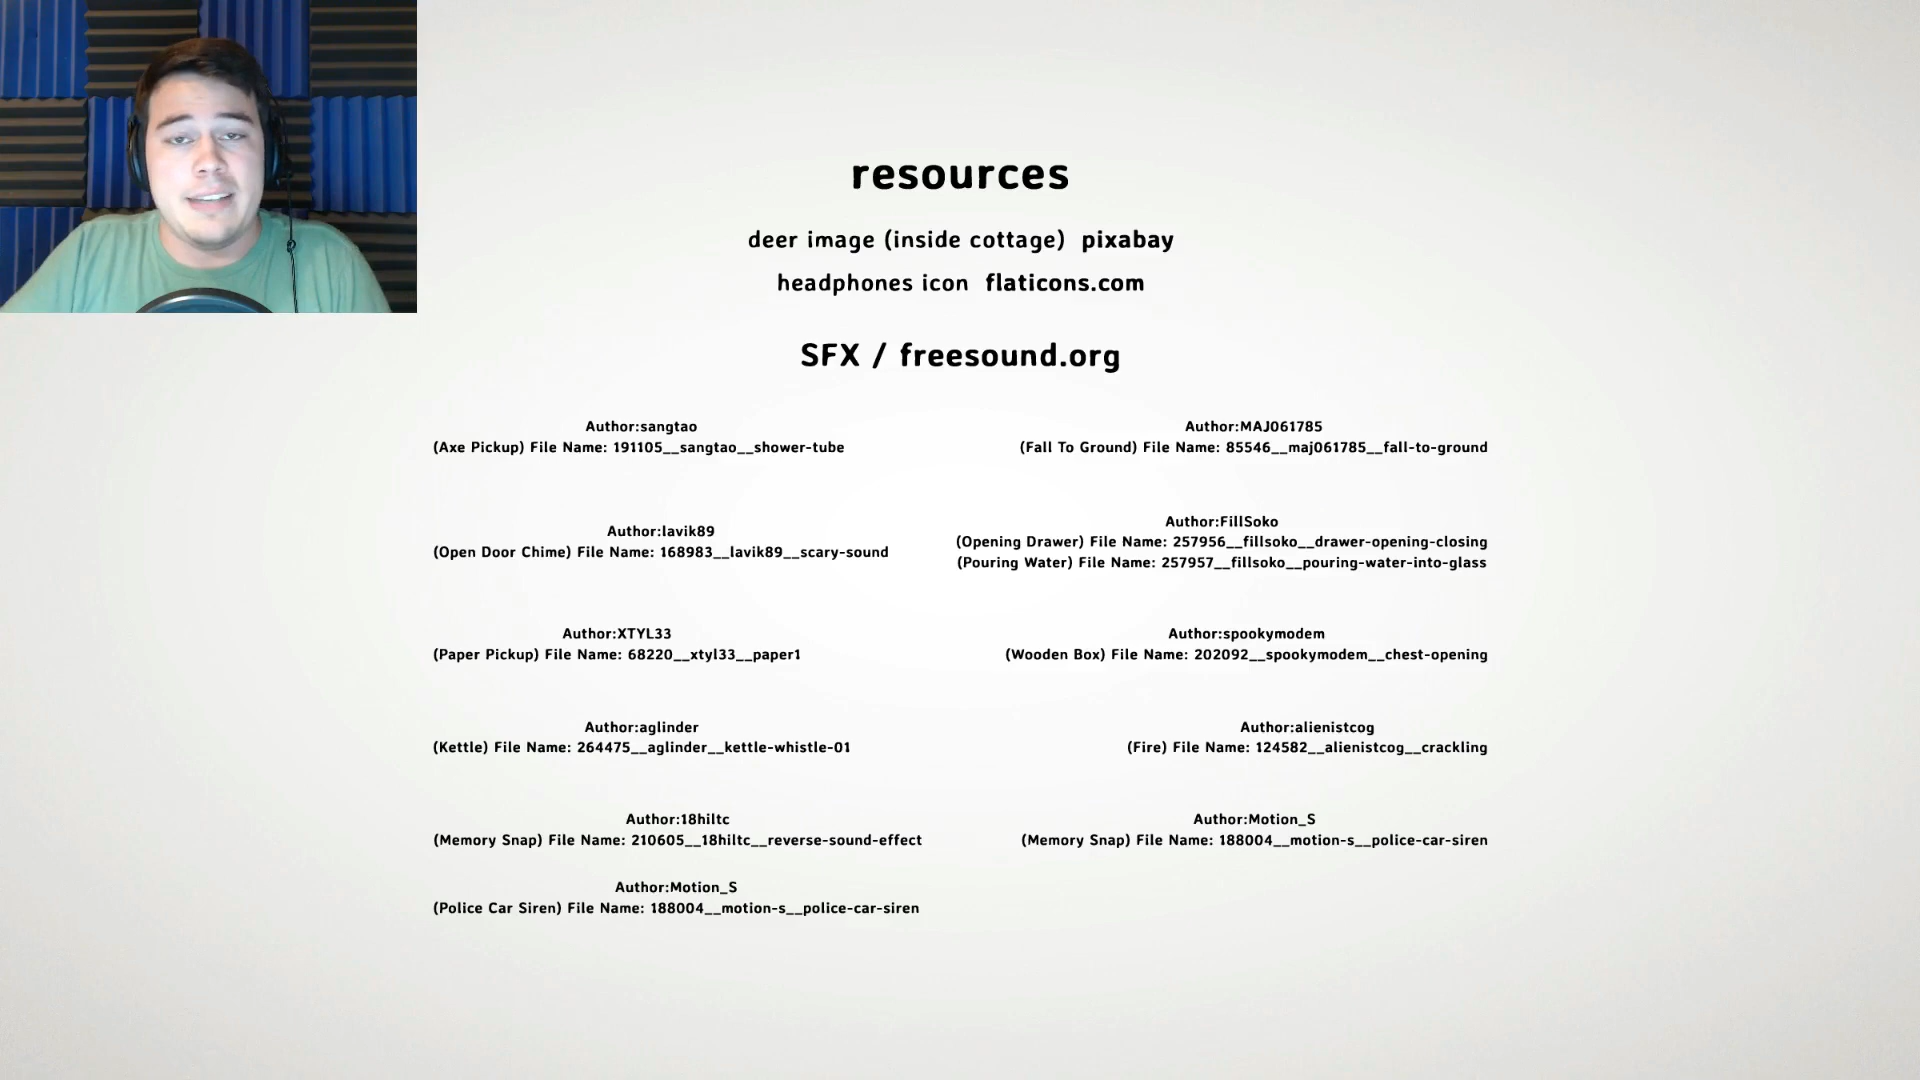 resources
deer image (inside cottage) pixabay
headphones icon flaticons.com
SFX / freesound.org
Author:sangtao
(Axe Pickup) File Name: 191105__sangtao__shower-tube
Author:MAJ061785
(Fall To Ground) File Name: 85546__maj061785__fall-to-ground
Author:lavik89
(Open Door Chime) File Name: 168983__lavik89__scary-sound
Author:FillSoko
(Opening Drawer) File Name: 257956__fillsoko__drawer-opening-closing
(Pouring Water) File Name: 257957__fillsoko__pouring-water-into-glass
Author:XTYL33
(Paper Pickup) File Name: 68220__xtyl33__paper1
Author:spookymodem
(Wooden Box) File Name: 202092__spookymodem__chest-opening
Author:aglinder
(Kettle) File Name: 264475__aglinder__kettle-whistle-01
Author:alienistcog
(Fire) File Name: 124582__alienistcog__crackling
Author:18hiltc
(Memory Snap) File Name: 210605__18hiltc__reverse-sound-effect
Author:Motion_S
(Memory Snap) File Name: 188004__motion-s__police-car-siren
Author:Motion_S
(Police Car Siren) File Name: 188004__motion-s__police-car-siren